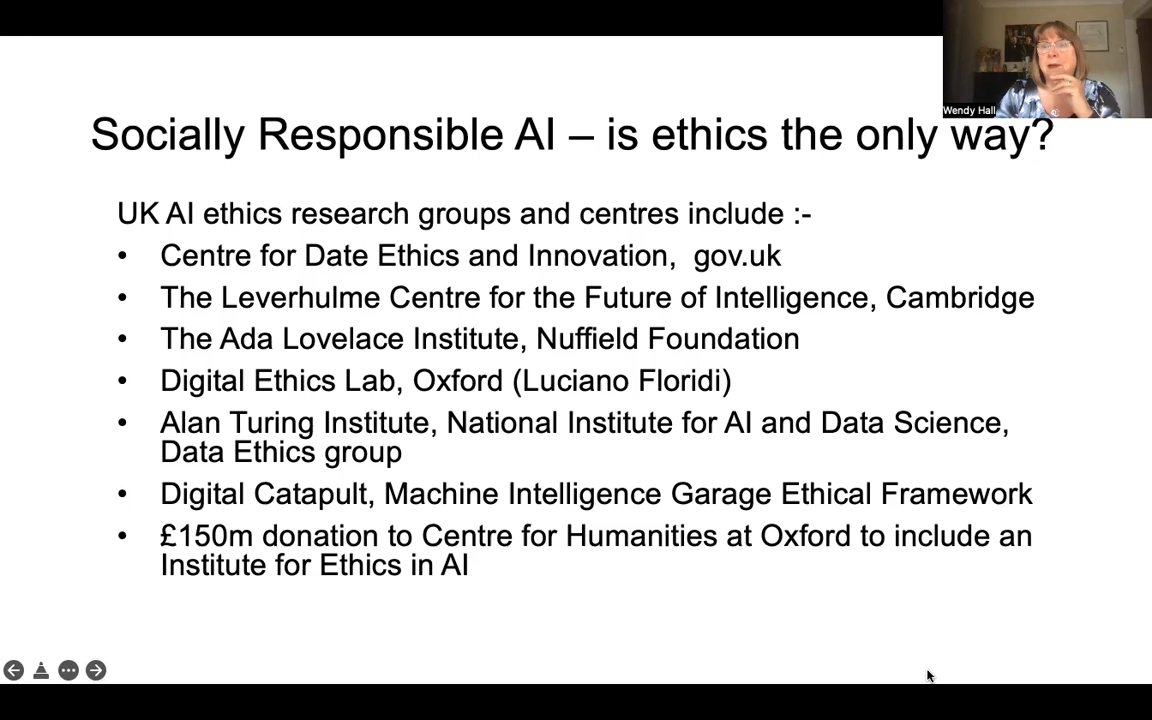 Wendy Hall
Socially Responsible AI – is ethics the only way?
UK AI ethics research groups and centres include :-
• Centre for Date Ethics and Innovation, gov.uk
• The Leverhulme Centre for the Future of Intelligence, Cambridge
• The Ada Lovelace Institute, Nuffield Foundation
• Digital Ethics Lab, Oxford (Luciano Floridi)
• Alan Turing Institute, National Institute for AI and Data Science,
Data Ethics group
• Digital Catapult, Machine Intelligence Garage Ethical Framework
• £150m donation to Centre for Humanities at Oxford to include an
Institute for Ethics in AI